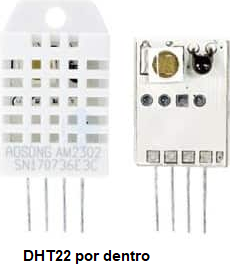 AOSONG AM2302
SN170736E3C
DHT22 por dentro